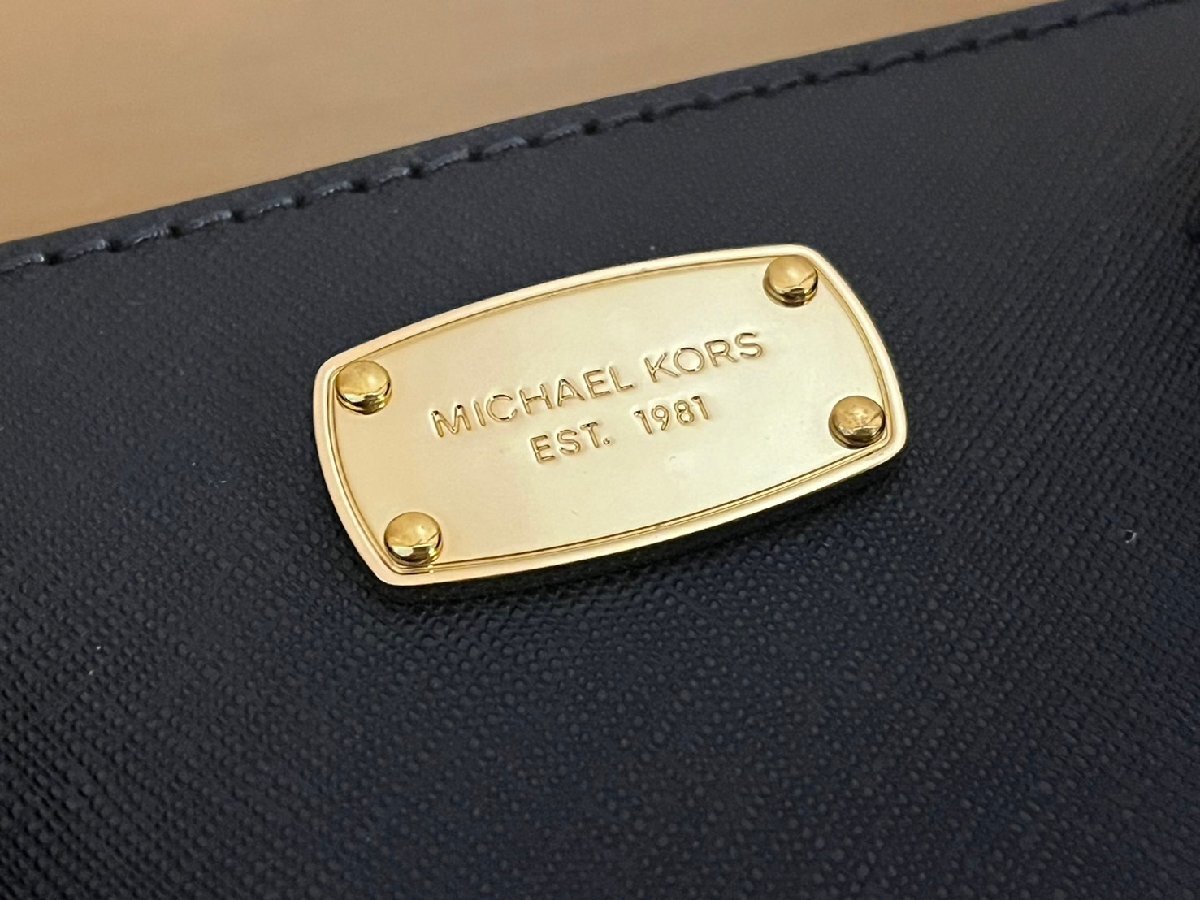 MICHAEL KORS
EST. 1981